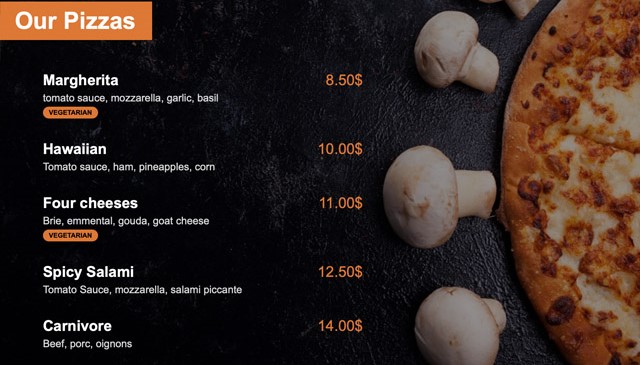 Our Pizzas
Margherita 8.50$
tomato sauce, mozzarella, garlic, basil
VEGETARIAN
Hawaiian 10.00$
Tomato sauce, ham, pineapples, corn
Four cheeses 11.00$
Brie, emmental, gouda, goat cheese
VEGETARIAN
Spicy Salami 12.50$
Tomato Sauce, mozzarella, salami piccante
Carnivore 14.00$
Beef, porc, oignons